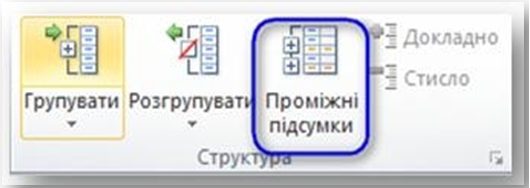 Групувати Розгрупувати Проміжні підсумки
Докладно
Стисло
Структура